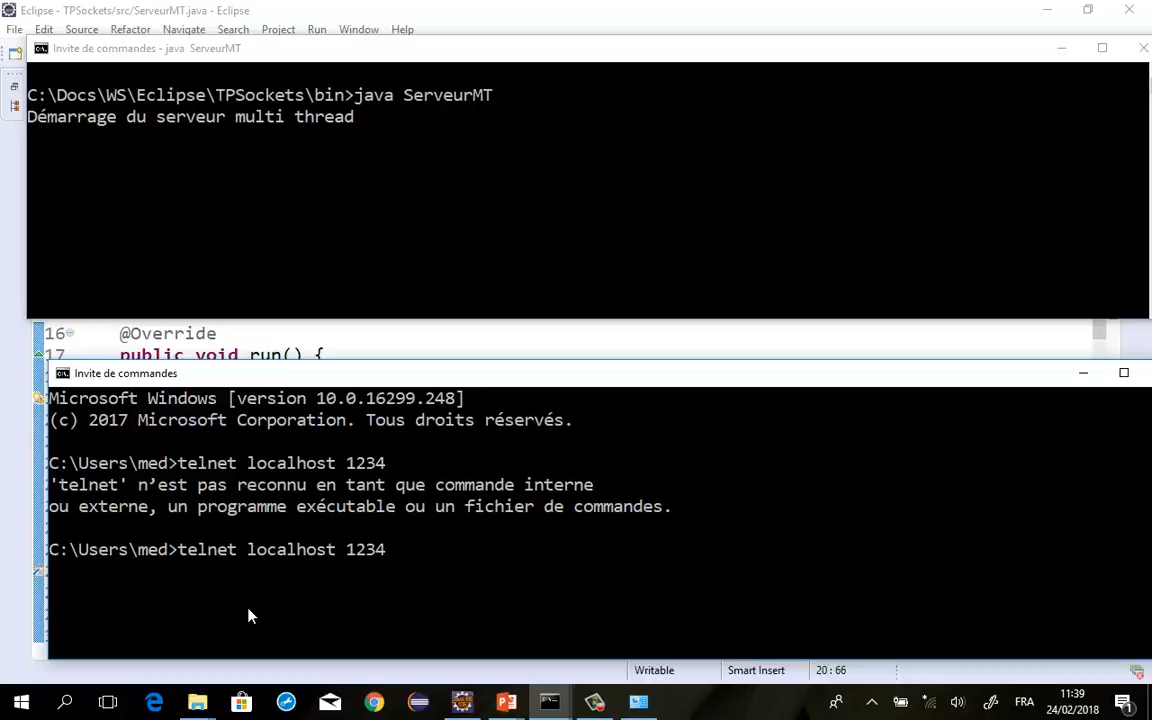 Eclipse - TPSockets/src/ServeurMT.java - Eclipse
File Edit Source Refactor Navigate Search Project Run Window Help
Invite de commandes - java ServeurMT
C:\Docs\WS\Eclipse\TPSockets\bin>java ServeurMT
Démarrage du serveur multi thread
16 @Override
17 public void run() {
Invite de commandes
Microsoft Windows [version 10.0.16299.248]
(c) 2017 Microsoft Corporation. Tous droits réservés.
C:\Users\med>telnet localhost 1234
'telnet' n’est pas reconnu en tant que commande interne
ou externe, un programme exécutable ou un fichier de commandes.
C:\Users\med>telnet localhost 1234
Writable Smart Insert 20 : 66
FRA
11:39
24/02/2018
1